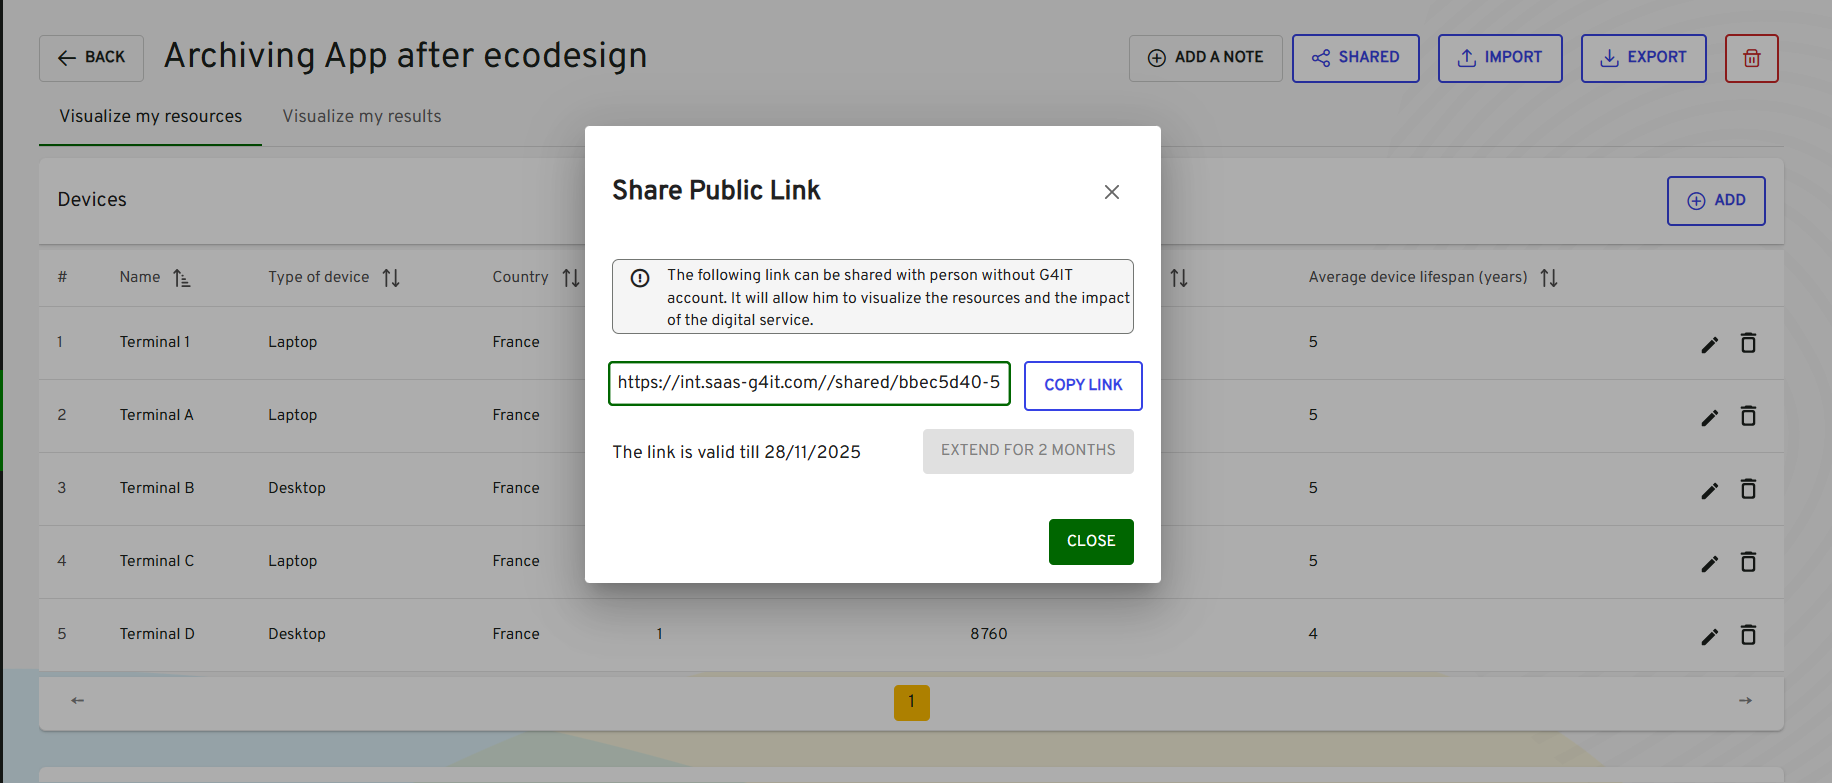 BACK
Archiving App after ecodesign
ADD A NOTE
SHARED
IMPORT
EXPORT
Visualize my resources
Visualize my results
Devices
ADD
# Name Type of device Country Average device lifespan (years)
1 Terminal 1 Laptop France 5
2 Terminal A Laptop France 5
3 Terminal B Desktop France 5
4 Terminal C Laptop France 5
5 Terminal D Desktop France 1 8760 4
1
Share Public Link
The following link can be shared with person without G4IT
account. It will allow him to visualize the resources and the impact
of the digital service.
https://int.saas-g4it.com//shared/bbec5d40-5
COPY LINK
The link is valid till 28/11/2025
EXTEND FOR 2 MONTHS
CLOSE